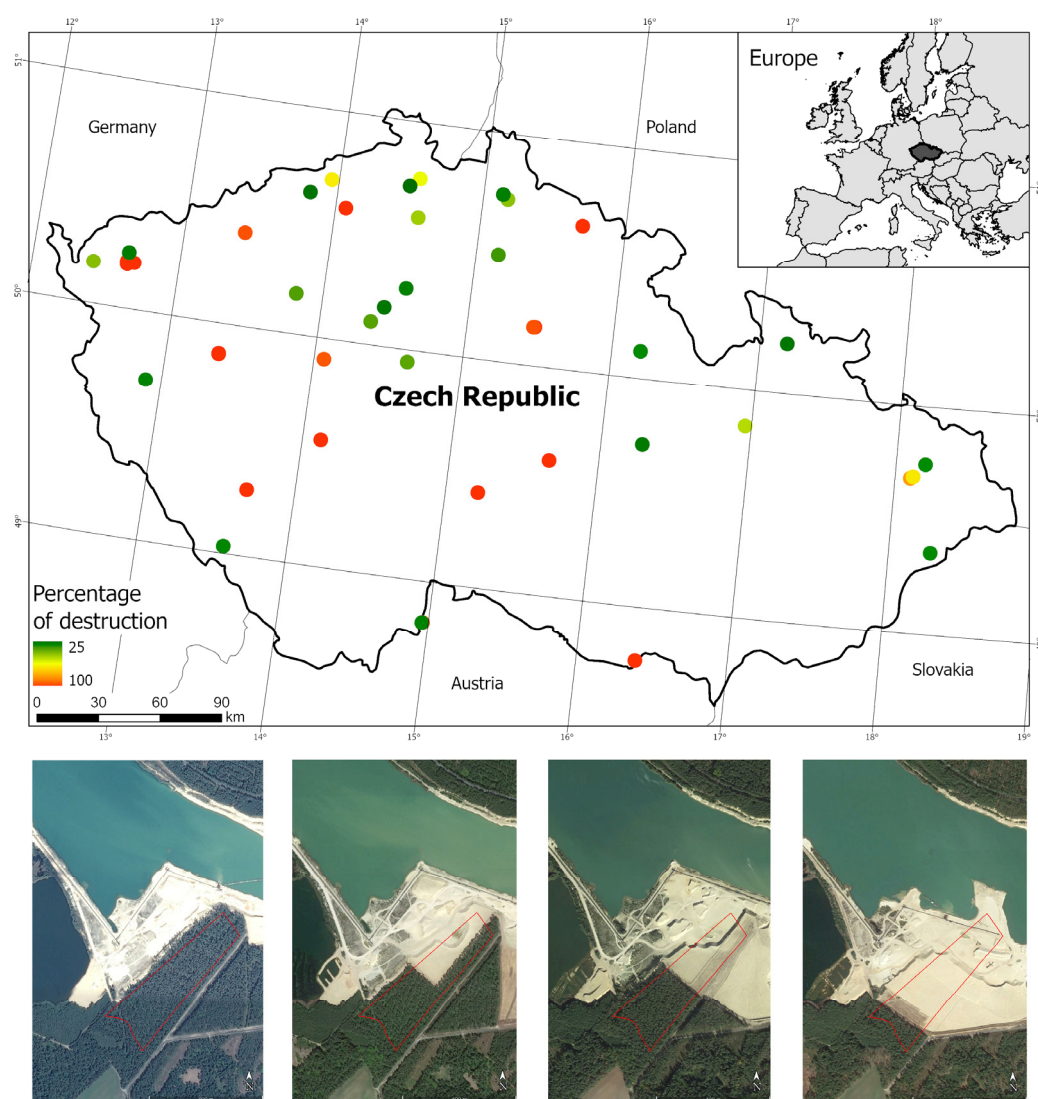 12°
13°
14°
15°
16°
17°
18°
51°
Europe
Germany
Poland
50°
Czech Republic
49°
Percentage
of destruction
25
100
0 30 60 90
km
Austria
Slovakia
13°
14°
15°
16°
17°
18°
19°
N
N
N
N